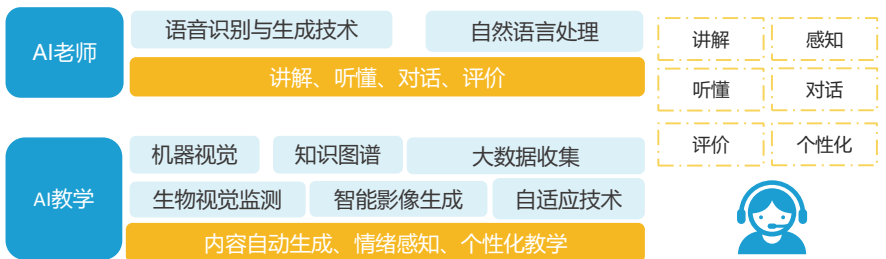 AI老师
语音识别与生成技术
自然语言处理
讲解、听懂、对话、评价
AI教学
机器视觉
知识图谱
大数据收集
生物视觉监测
智能影像生成
自适应技术
内容自动生成、情绪感知、个性化教学
讲解
感知
听懂
对话
评价
个性化